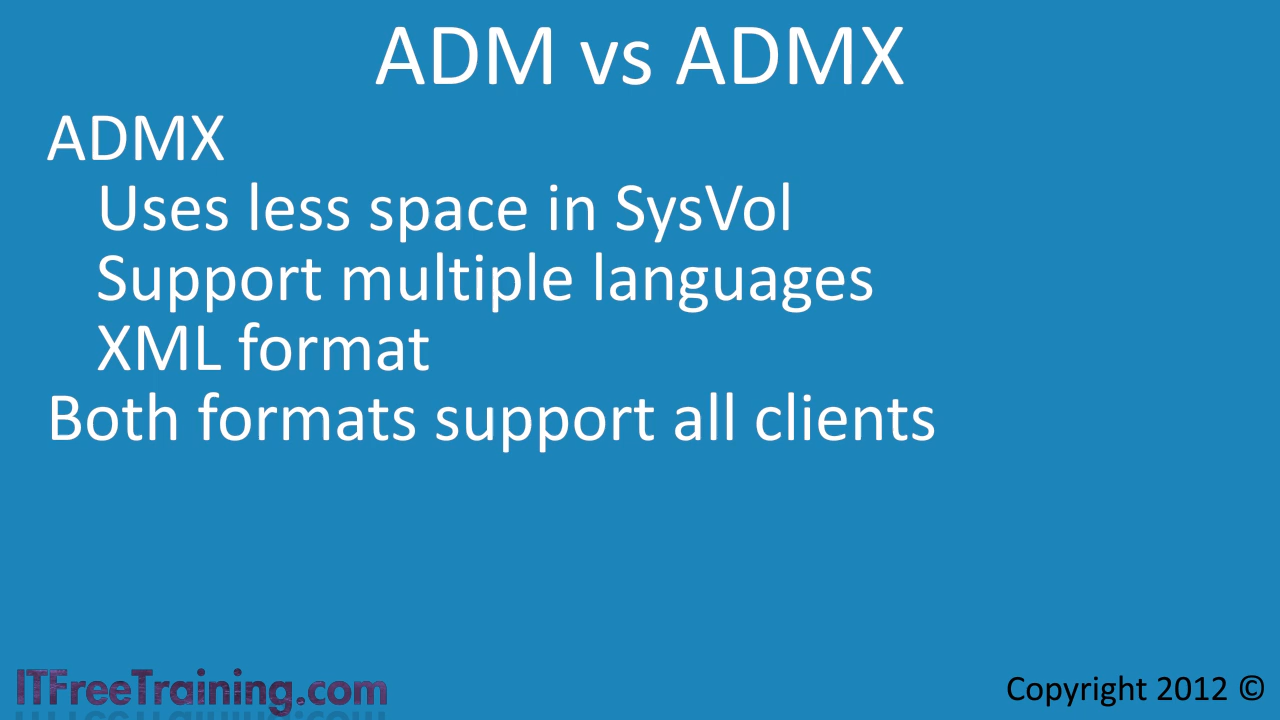 ADM vs ADMX
ADMX
Uses less space in SysVol
Support multiple languages
XML format
Both formats support all clients
ITFreeTraining.com
Copyright 2012 ©